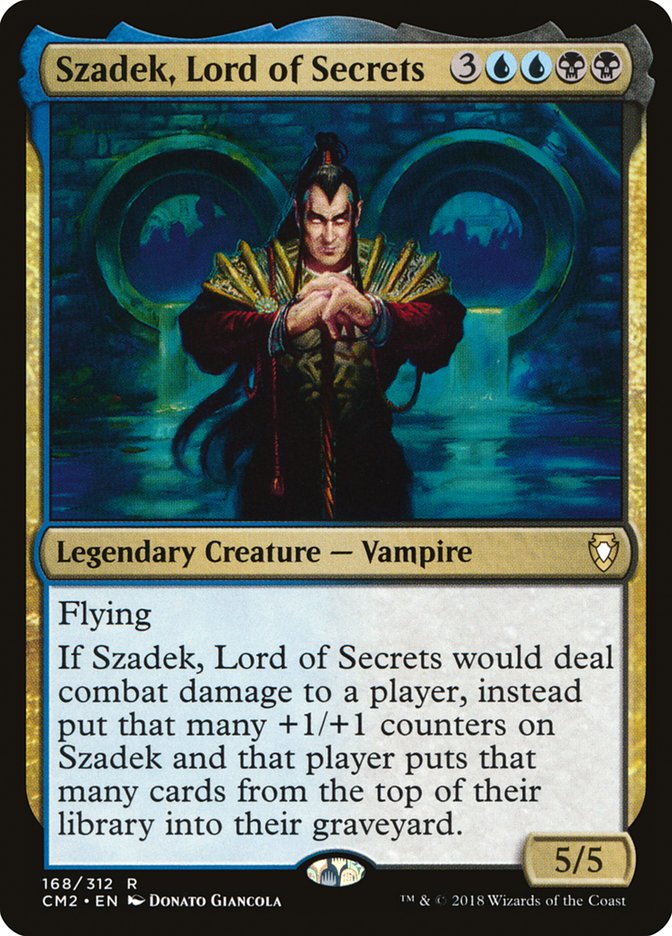 Szadek, Lord of Secrets 3
Legendary Creature — Vampire
Flying
If Szadek, Lord of Secrets would deal
combat damage to a player, instead
put that many +1/+1 counters on
Szadek and that player puts that
many cards from the top of their
library into their graveyard.
5/5
168/312 R
CM2 • EN Donato Giancola
™ & © 2018 Wizards of the Coast